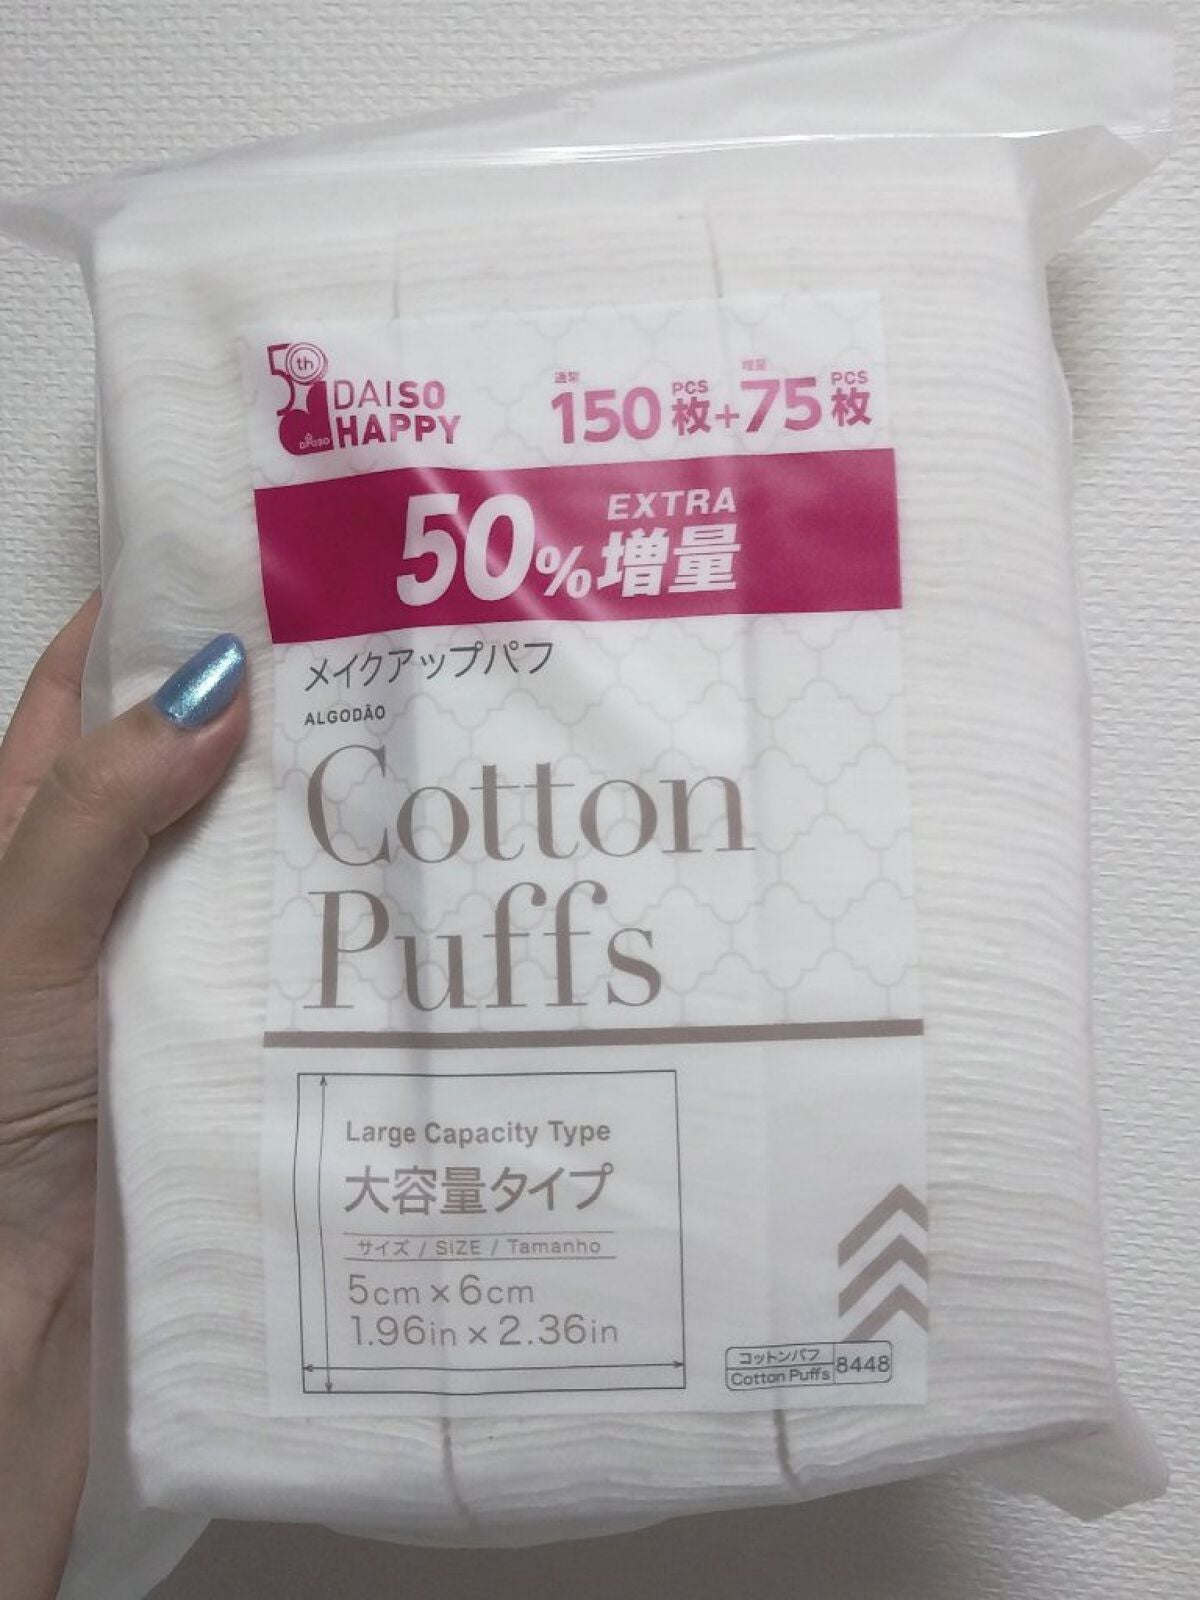 50th
DAISO
HAPPY
DAISO
通常
150 PCS
枚
+
増量
75 PCS
枚
50% EXTRA
増量
メイクアップパフ
ALGODÃO
Cotton
Puffs
Large Capacity Type
大容量タイプ
サイズ / SIZE / Tamanho
5cm × 6cm
1.96in × 2.36in
コットンパフ
Cotton Puffs
8448